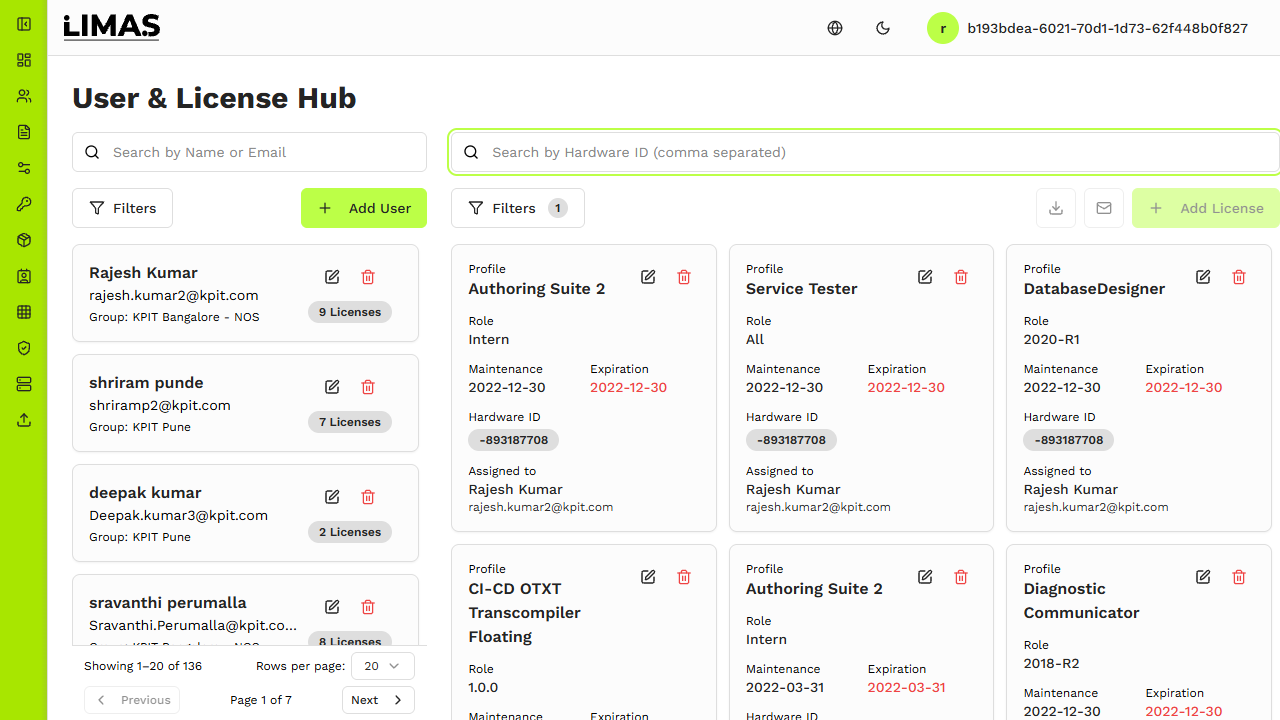 LIMAS
r
b193bdea-6021-70d1-1d73-62f448b0f827
User & License Hub
Search by Name or Email
Search by Hardware ID (comma separated)
Filters
Add User
Filters 1
Add License
Rajesh Kumar
rajesh.kumar2@kpit.com
Group: KPIT Bangalore - NOS
9 Licenses
shriram punde
shriramp2@kpit.com
Group: KPIT Pune
7 Licenses
deepak kumar
Deepak.kumar3@kpit.com
Group: KPIT Pune
2 Licenses
sravanthi perumalla
Sravanthi.Perumalla@kpit.co...
8 Licenses
Showing 1–20 of 136
Rows per page: 20
Previous
Page 1 of 7
Next
Profile
Authoring Suite 2
Role
Intern
Maintenance Expiration
2022-12-30 2022-12-30
Hardware ID
-893187708
Assigned to
Rajesh Kumar
rajesh.kumar2@kpit.com
Profile
Service Tester
Role
All
Maintenance Expiration
2022-12-30 2022-12-30
Hardware ID
-893187708
Assigned to
Rajesh Kumar
rajesh.kumar2@kpit.com
Profile
DatabaseDesigner
Role
2020-R1
Maintenance Expiration
2022-12-30 2022-12-30
Hardware ID
-893187708
Assigned to
Rajesh Kumar
rajesh.kumar2@kpit.com
Profile
CI-CD OTXT
Transcompiler
Floating
Role
1.0.0
Maintenance Expiration
Profile
Authoring Suite 2
Role
Intern
Maintenance Expiration
2022-03-31 2022-03-31
Hardware ID
Profile
Diagnostic
Communicator
Role
2018-R2
Maintenance Expiration
2022-12-30 2022-12-30